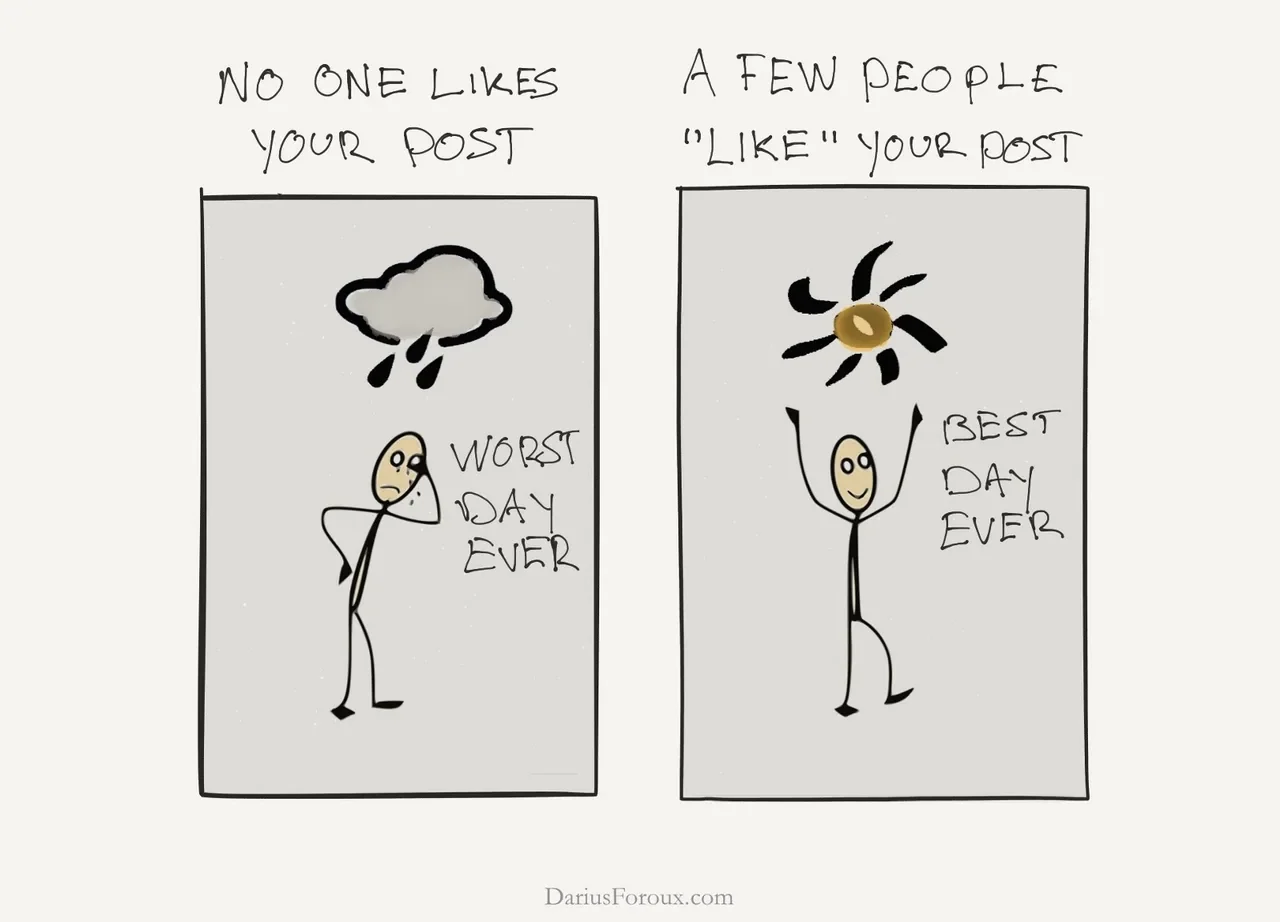 NO ONE LIKES
YOUR POST
WORST
DAY
EVER
A FEW PEOPLE
"LIKE" YOUR POST
BEST
DAY
EVER
DariusForoux.com